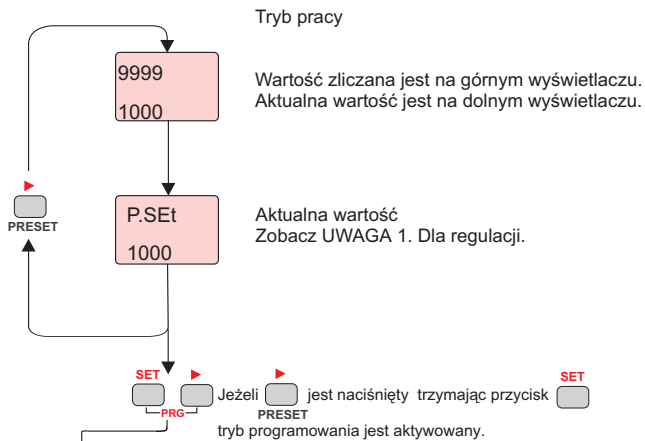 Tryb pracy
9999
1000
Wartość zliczana jest na górnym wyświetlaczu.
Aktualna wartość jest na dolnym wyświetlaczu.
►
PRESET
P.SEt
1000
Aktualna wartość
Zobacz UWAGA 1. Dla regulacji.
SET ►
PRG
Jeżeli ► PRESET jest naciśnięty trzymając przycisk SET
tryb programowania jest aktywowany.